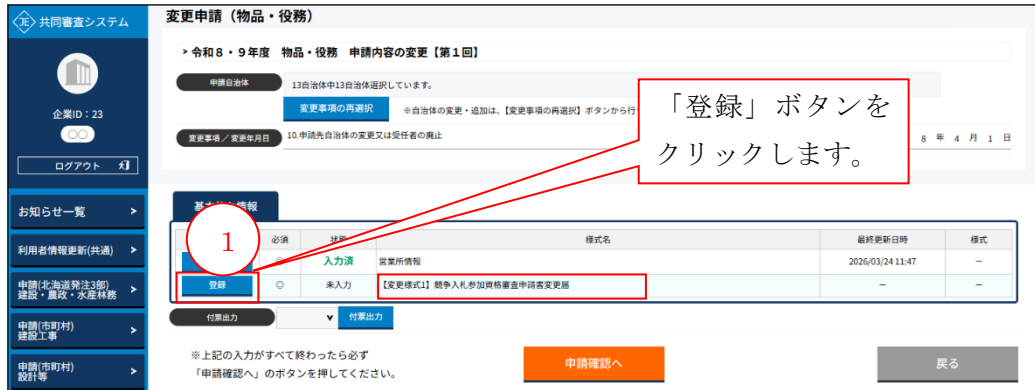 JE 共同審査システム
企業ID:23
○○
ログアウト
お知らせ一覧 >
利用者情報更新(共通) >
申請(北海道発注3部)
建設・農政・水産林務 >
申請(市町村)
建設工事 >
申請(市町村)
設計等 >
変更申請(物品・役務)
>令和8・9年度 物品・役務 申請内容の変更【第1回】
申請自治体 13自治体中13自治体選択しています。
変更事項の再選択 ※自治体の変更・追加は、【変更事項の再選択】ボタンから行
変更事項/変更年月日 10.申請先自治体の変更又は受任者の廃止 8 年 4 月 1 日
「登録」ボタンを
クリックします。
1
必須 様式名 最終更新日時 様式
◎ 入力済 営業所情報 2026/03/24 11:47 −
登録 ◎ 未入力 【変更様式1】競争入札参加資格審査申請書変更届 − −
付票出力 付票出力
※上記の入力がすべて終わったら必ず
「申請確認へ」のボタンを押してください。
申請確認へ
戻る